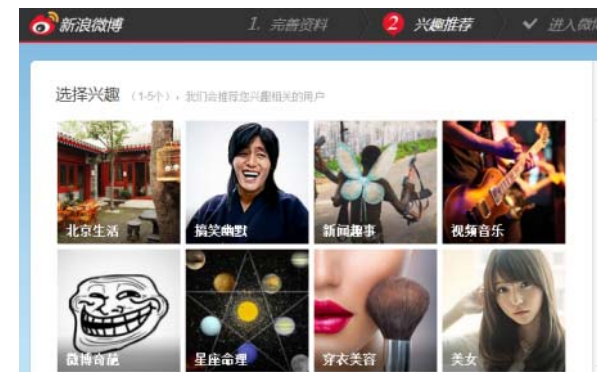 新浪微博
1. 完善资料
2 兴趣推荐
进入微博
选择兴趣 (1-5个)，我们会推荐您兴趣相关的用户
北京生活
搞笑幽默
新闻趣事
视频音乐
微博奇葩
星座命理
穿衣美容
美女